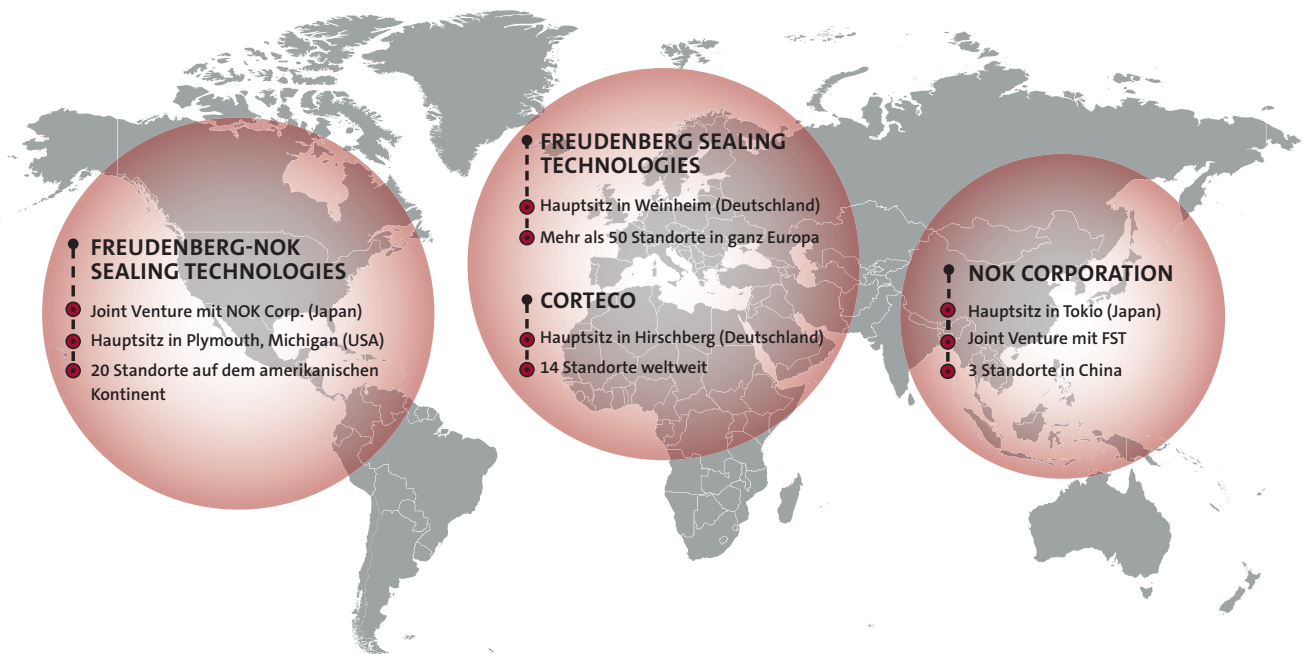 FREUDENBERG-NOK
SEALING TECHNOLOGIES
Joint Venture mit NOK Corp. (Japan)
Hauptsitz in Plymouth, Michigan (USA)
20 Standorte auf dem amerikanischen
Kontinent
FREUDENBERG SEALING
TECHNOLOGIES
Hauptsitz in Weinheim (Deutschland)
Mehr als 50 Standorte in ganz Europa
CORTECO
Hauptsitz in Hirschberg (Deutschland)
14 Standorte weltweit
NOK CORPORATION
Hauptsitz in Tokio (Japan)
Joint Venture mit FST
3 Standorte in China